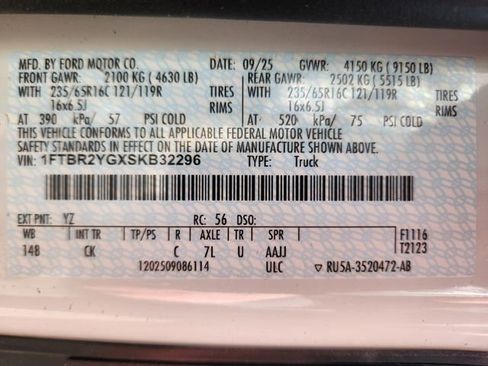 MFD. BY FORD MOTOR CO. 09/25 GVWR: 4150 KG (9150 LB)
FRONT GAWR: 2100 KG (4630 LB) REAR GAWR: 2502 KG (5515 LB)
WITH 235/65R16C 121/119R TIRES WITH 235/65R16C 121/119R TIRES
16x6.5J RIMS 16x6.5J RIMS
AT 390 kPa/ 57 PSI COLD AT 520 kPa/ 75 PSI COLD
THIS VEHICLE CONFORMS TO ALL APPLICABLE FEDERAL MOTOR VEHICLE
SAFETY STANDARDS IN EFFECT ON THE DATE OF MANUFACTURE SHOWN ABOVE.
VIN: 1FTBR2YGXSKB32296 TYPE: Truck
EXT PNT: YZ RC: 56 DSO:
WB INT TR TP/PS R AXLE TR SPR F1116
148 CK C 7L U AAJJ T2123
1202509086114 ULC RU5A-3520472-AB